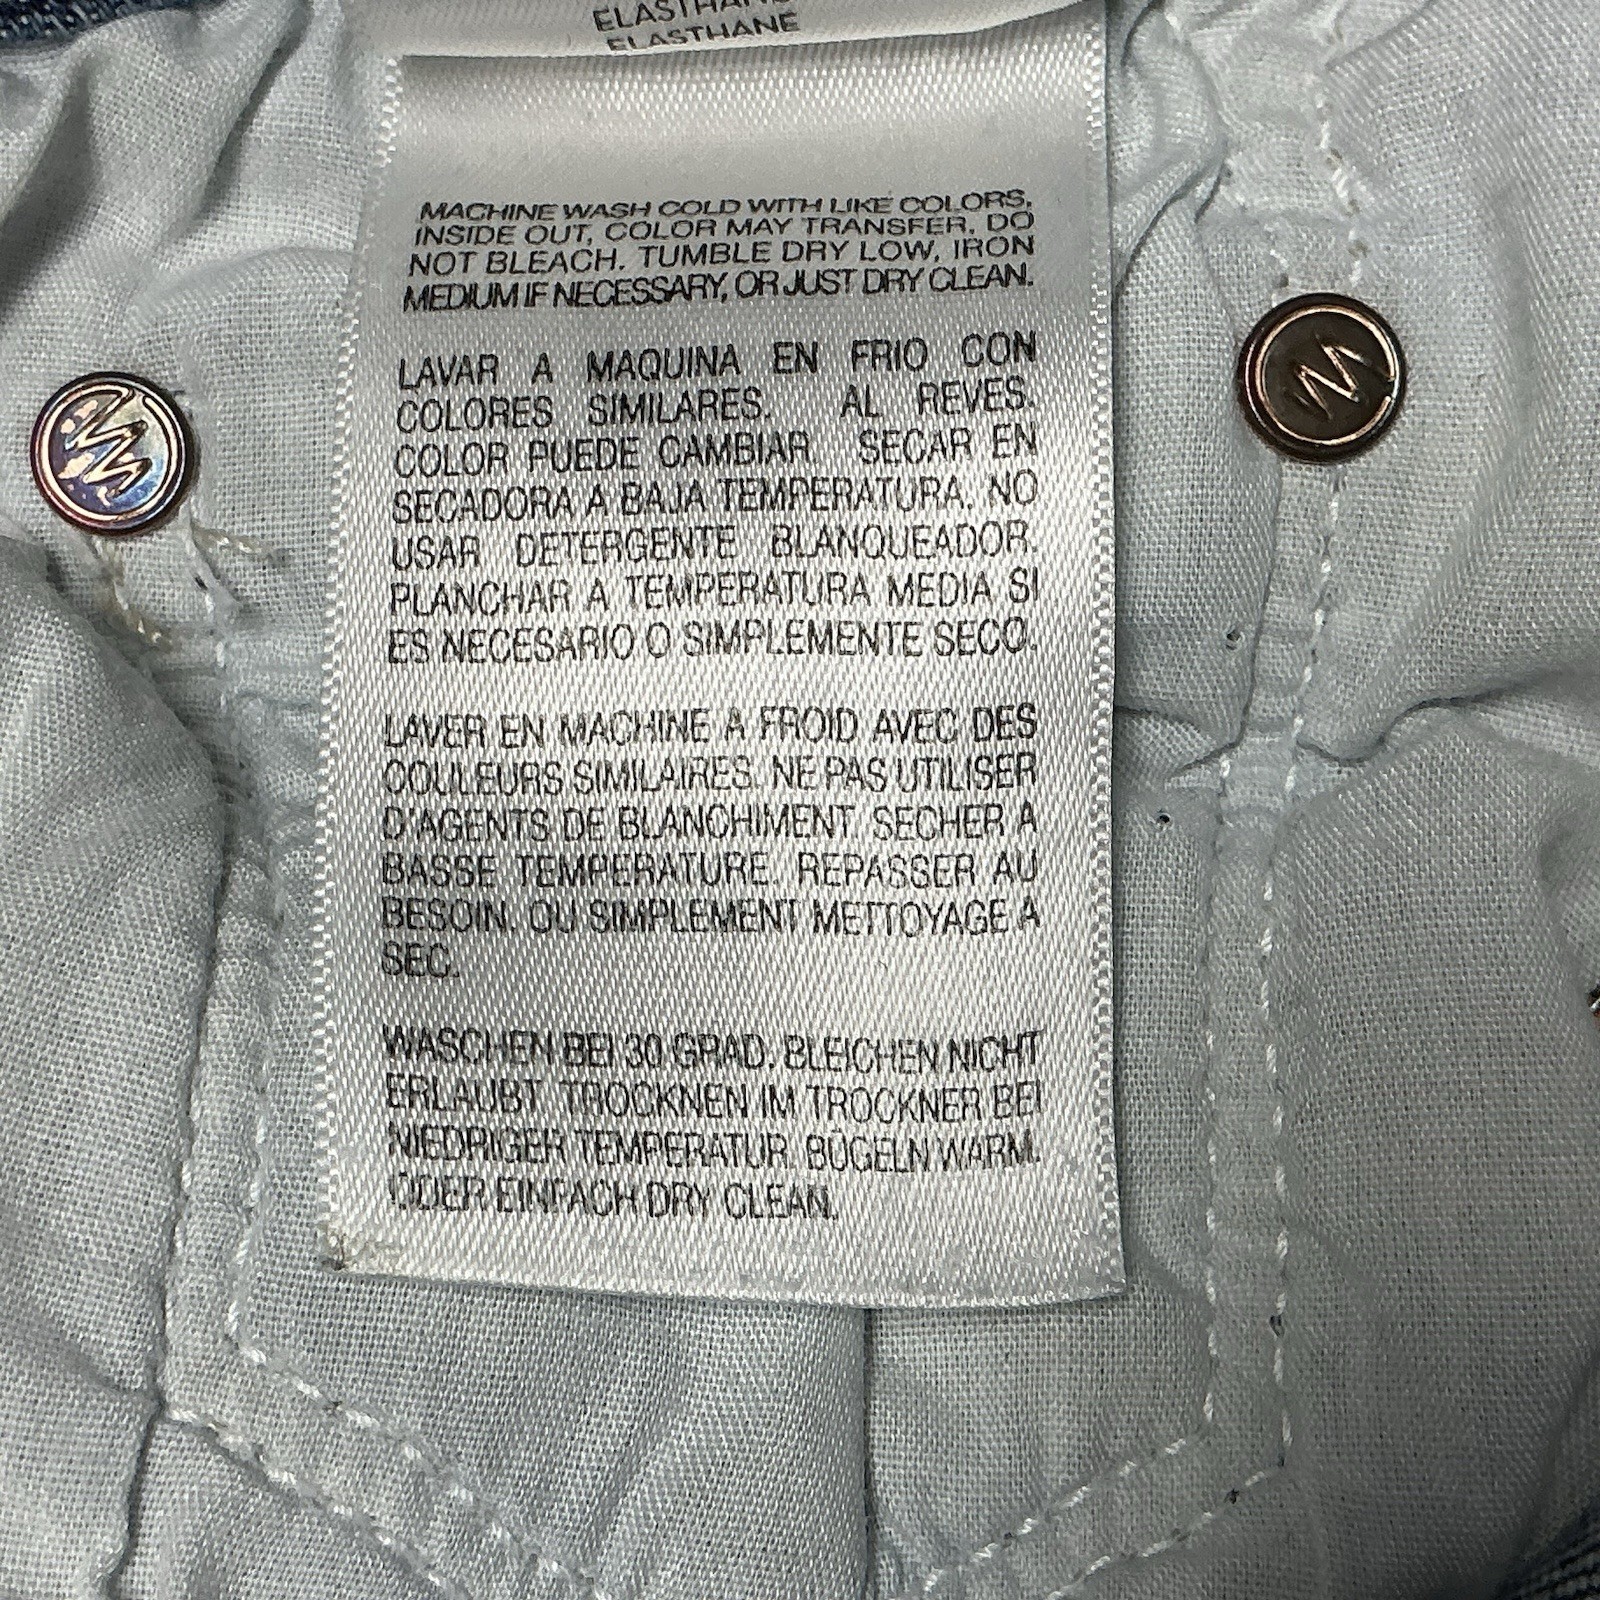 ELASTHANE
ELASTHANE
MACHINE WASH COLD WITH LIKE COLORS,
INSIDE OUT, COLOR MAY TRANSFER. DO
NOT BLEACH. TUMBLE DRY LOW, IRON
MEDIUM IF NECESSARY, OR JUST DRY CLEAN.
LAVAR A MAQUINA EN FRIO CON
COLORES SIMILARES. AL REVES.
COLOR PUEDE CAMBIAR. SECAR EN
SECADORA A BAJA TEMPERATURA. NO
USAR DETERGENTE BLANQUEADOR.
PLANCHAR A TEMPERATURA MEDIA SI
ES NECESARIO O SIMPLEMENTE SECO.
LAVER EN MACHINE A FROID AVEC DES
COULEURS SIMILAIRES. NE PAS UTILISER
D'AGENTS DE BLANCHIMENT. SECHER A
BASSE TEMPERATURE. REPASSER AU
BESOIN. OU SIMPLEMENT METTOYAGE A
SEC.
WASCHEN BEI 30 GRAD. BLEICHEN NICHT
ERLAUBT TROCKNEN IM TROCKNER BEI
NIEDRIGER TEMPERATUR. BÜGELN WARM.
ODER EINFACH DRY CLEAN.